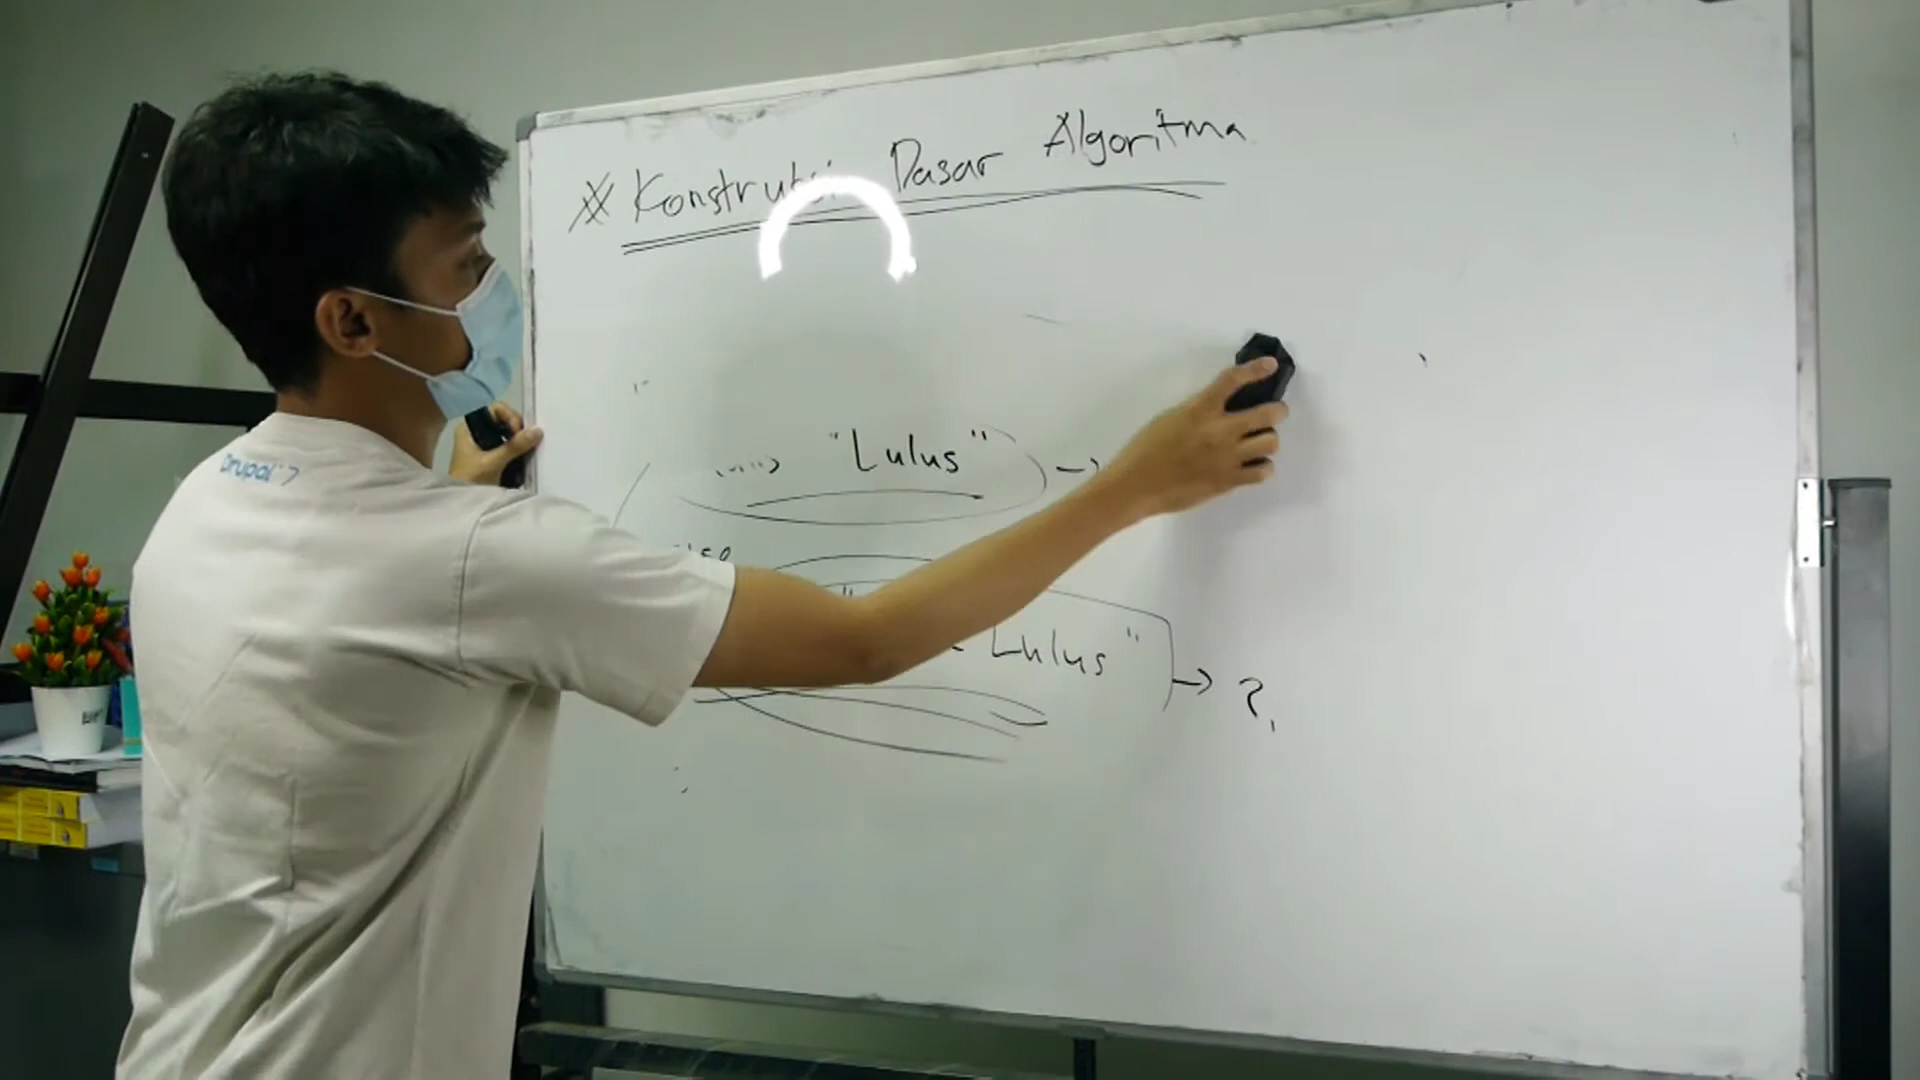 # Konstruksi Dasar Algoritma
"Lulus" →
Lulus" → ?
Drupal 7